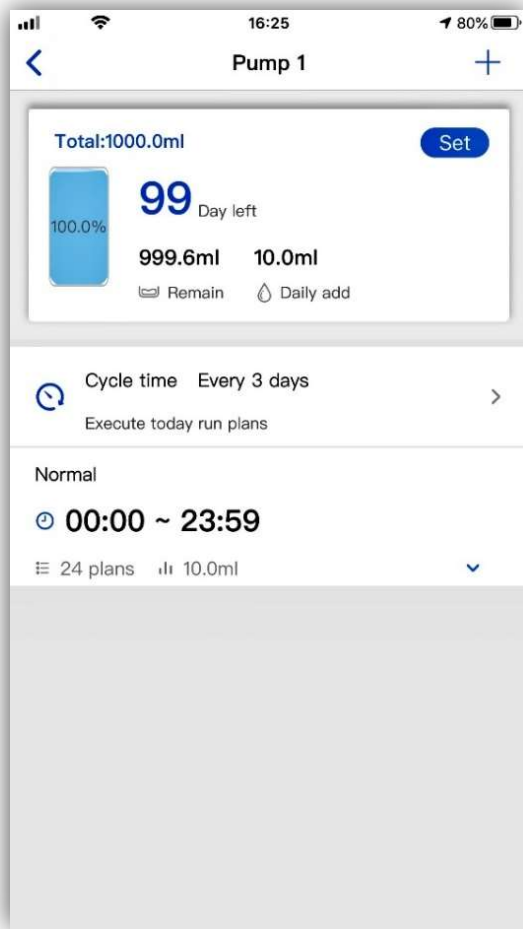 16:25 80%
Pump 1
Total:1000.0ml Set
100.0%
99 Day left
999.6ml 10.0ml
Remain Daily add
Cycle time Every 3 days
Execute today run plans
Normal
00:00 ~ 23:59
24 plans 10.0ml